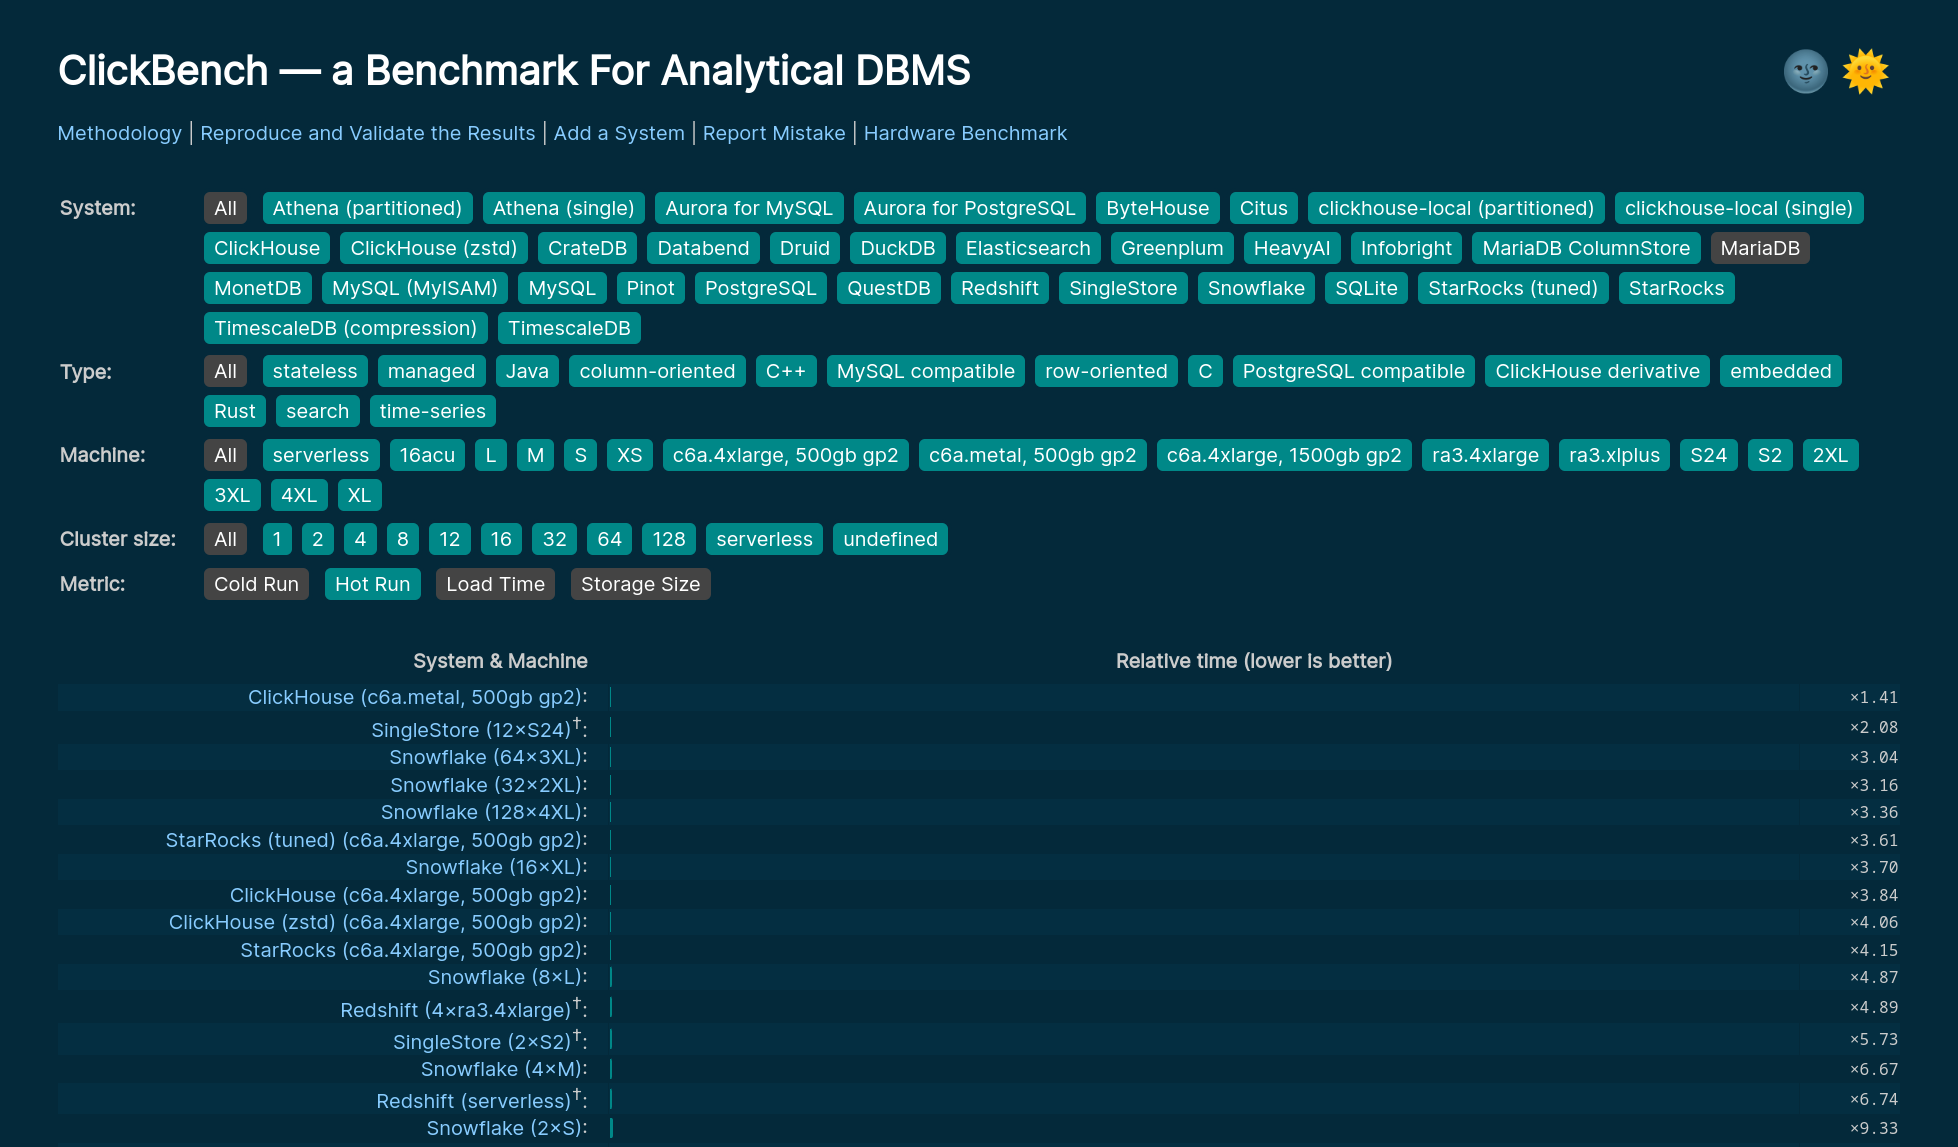 ClickBench — a Benchmark For Analytical DBMS
Methodology | Reproduce and Validate the Results | Add a System | Report Mistake | Hardware Benchmark
System: All Athena (partitioned) Athena (single) Aurora for MySQL Aurora for PostgreSQL ByteHouse Citus clickhouse-local (partitioned) clickhouse-local (single)
ClickHouse ClickHouse (zstd) CrateDB Databend Druid DuckDB Elasticsearch Greenplum HeavyAI Infobright MariaDB ColumnStore MariaDB
MonetDB MySQL (MyISAM) MySQL Pinot PostgreSQL QuestDB Redshift SingleStore Snowflake SQLite StarRocks (tuned) StarRocks
TimescaleDB (compression) TimescaleDB
Type: All stateless managed Java column-oriented C++ MySQL compatible row-oriented C PostgreSQL compatible ClickHouse derivative embedded
Rust search time-series
Machine: All serverless 16acu L M S XS c6a.4xlarge, 500gb gp2 c6a.metal, 500gb gp2 c6a.4xlarge, 1500gb gp2 ra3.4xlarge ra3.xlplus S24 S2 2XL
3XL 4XL XL
Cluster size: All 1 2 4 8 12 16 32 64 128 serverless undefined
Metric: Cold Run Hot Run Load Time Storage Size
System & Machine Relative time (lower is better)
ClickHouse (c6a.metal, 500gb gp2): ×1.41
SingleStore (12×S24)†: ×2.08
Snowflake (64×3XL): ×3.04
Snowflake (32×2XL): ×3.16
Snowflake (128×4XL): ×3.36
StarRocks (tuned) (c6a.4xlarge, 500gb gp2): ×3.61
Snowflake (16×XL): ×3.70
ClickHouse (c6a.4xlarge, 500gb gp2): ×3.84
ClickHouse (zstd) (c6a.4xlarge, 500gb gp2): ×4.06
StarRocks (c6a.4xlarge, 500gb gp2): ×4.15
Snowflake (8×L): ×4.87
Redshift (4×ra3.4xlarge)†: ×4.89
SingleStore (2×S2)†: ×5.73
Snowflake (4×M): ×6.67
Redshift (serverless)†: ×6.74
Snowflake (2×S): ×9.33